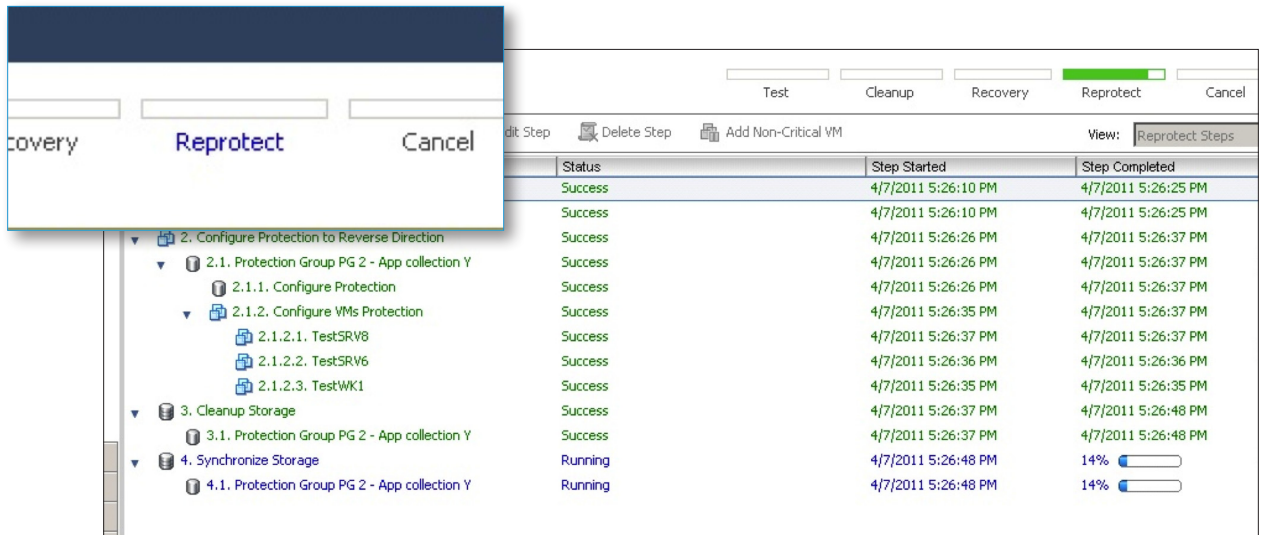 covery Reprotect Cancel
Test Cleanup Recovery Reprotect Cancel
dit Step Delete Step Add Non-Critical VM View: Reprotect Steps
Status Step Started Step Completed
Success 4/7/2011 5:26:10 PM 4/7/2011 5:26:25 PM
Success 4/7/2011 5:26:10 PM 4/7/2011 5:26:25 PM
2. Configure Protection to Reverse Direction Success 4/7/2011 5:26:26 PM 4/7/2011 5:26:37 PM
2.1. Protection Group PG 2 - App collection Y Success 4/7/2011 5:26:26 PM 4/7/2011 5:26:37 PM
2.1.1. Configure Protection Success 4/7/2011 5:26:26 PM 4/7/2011 5:26:26 PM
2.1.2. Configure VMs Protection Success 4/7/2011 5:26:35 PM 4/7/2011 5:26:37 PM
2.1.2.1. TestSRV8 Success 4/7/2011 5:26:37 PM 4/7/2011 5:26:37 PM
2.1.2.2. TestSRV6 Success 4/7/2011 5:26:36 PM 4/7/2011 5:26:36 PM
2.1.2.3. TestWK1 Success 4/7/2011 5:26:35 PM 4/7/2011 5:26:35 PM
3. Cleanup Storage Success 4/7/2011 5:26:37 PM 4/7/2011 5:26:48 PM
3.1. Protection Group PG 2 - App collection Y Success 4/7/2011 5:26:37 PM 4/7/2011 5:26:48 PM
4. Synchronize Storage Running 4/7/2011 5:26:48 PM 14%
4.1. Protection Group PG 2 - App collection Y Running 4/7/2011 5:26:48 PM 14%